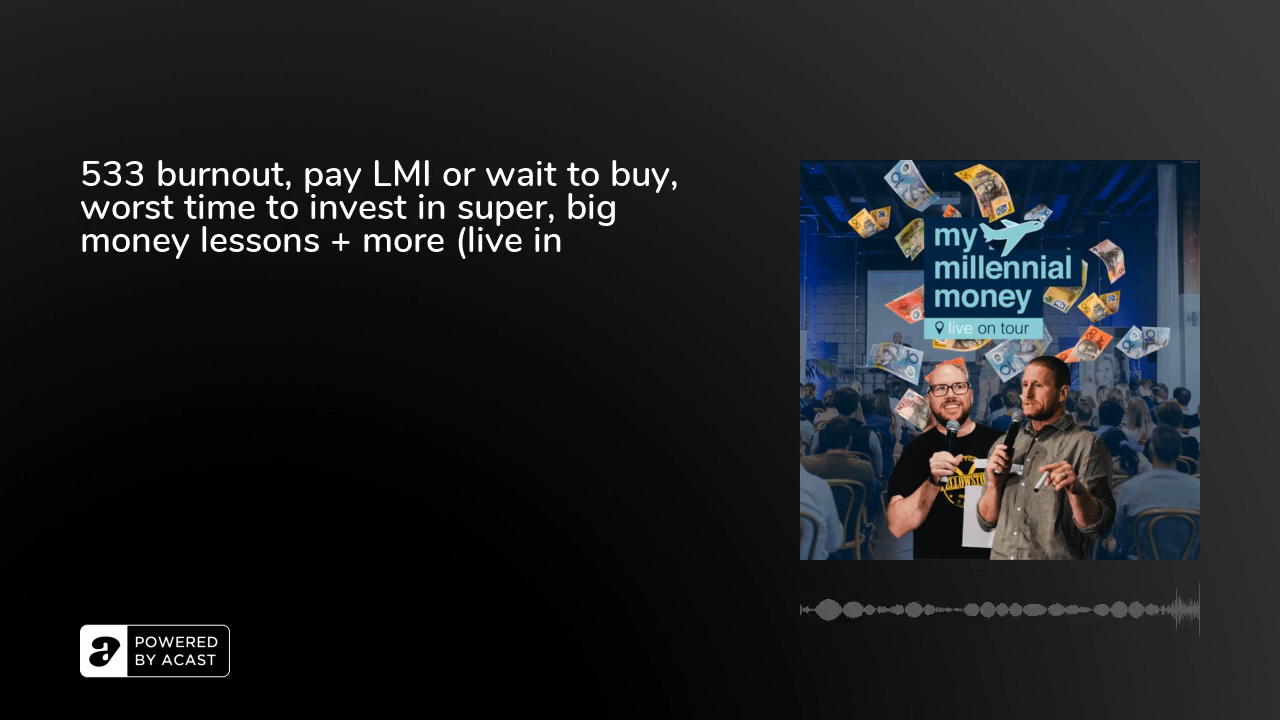 533 burnout, pay LMI or wait to buy,
worst time to invest in super, big
money lessons + more (live in
my
millennial
money
live on tour
POWERED
BY ACAST